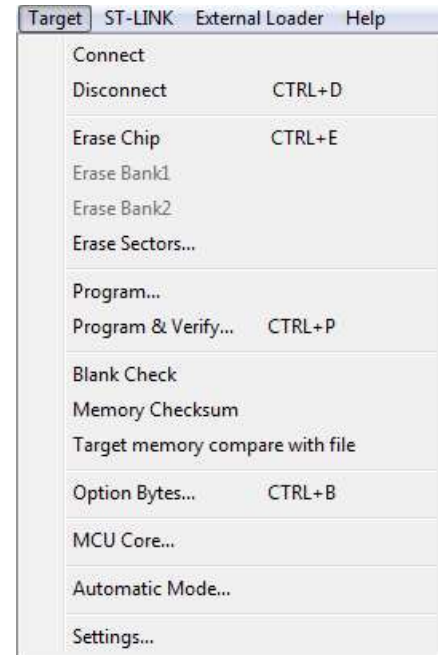 Target ST-LINK External Loader Help
Connect
Disconnect CTRL+D
Erase Chip CTRL+E
Erase Bank1
Erase Bank2
Erase Sectors...
Program...
Program & Verify... CTRL+P
Blank Check
Memory Checksum
Target memory compare with file
Option Bytes... CTRL+B
MCU Core...
Automatic Mode...
Settings...